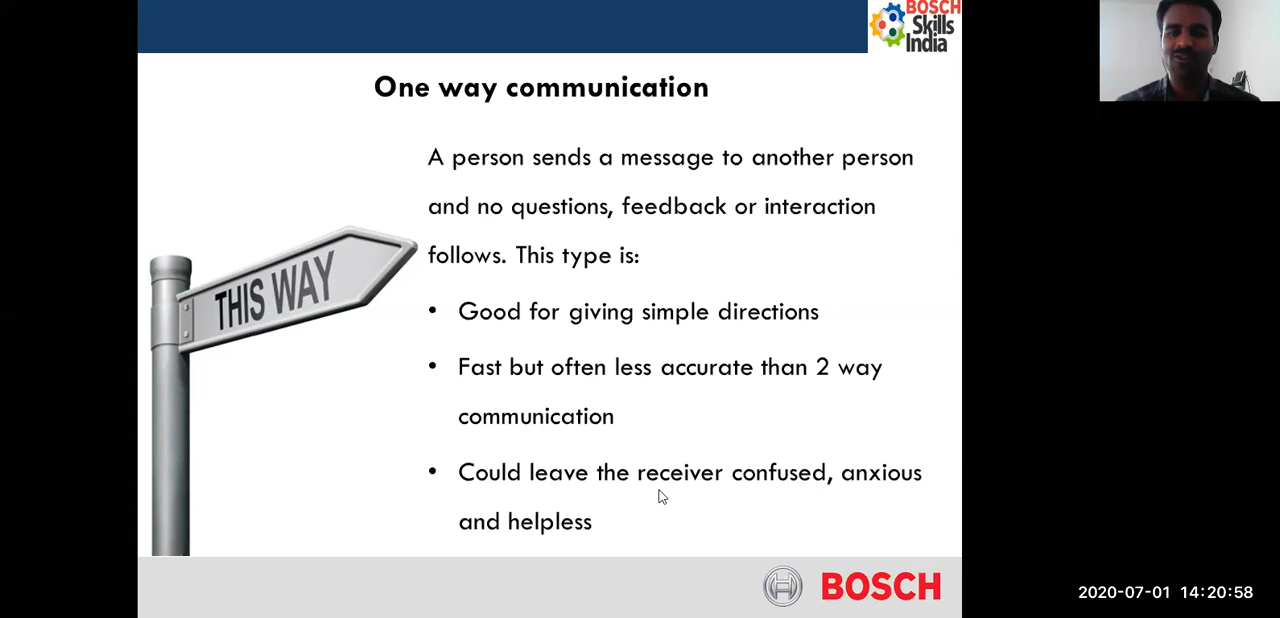 BOSCH
Skills
India
One way communication
A person sends a message to another person
and no questions, feedback or interaction
follows. This type is:
THIS WAY
• Good for giving simple directions
• Fast but often less accurate than 2 way
communication
• Could leave the receiver confused, anxious
and helpless
BOSCH
2020-07-01 14:20:58